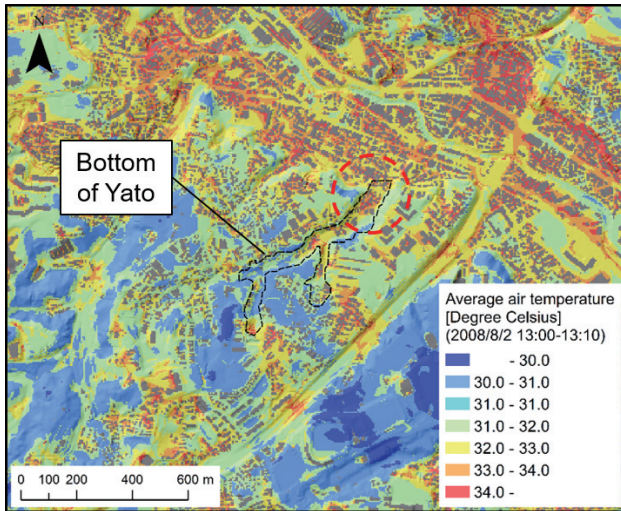 N
Bottom
of Yato
Average air temperature
[Degree Celsius]
(2008/8/2 13:00-13:10)
- 30.0
30.0 - 31.0
31.0 - 31.0
31.0 - 32.0
32.0 - 33.0
33.0 - 34.0
34.0 -
0 100 200 400 600 m